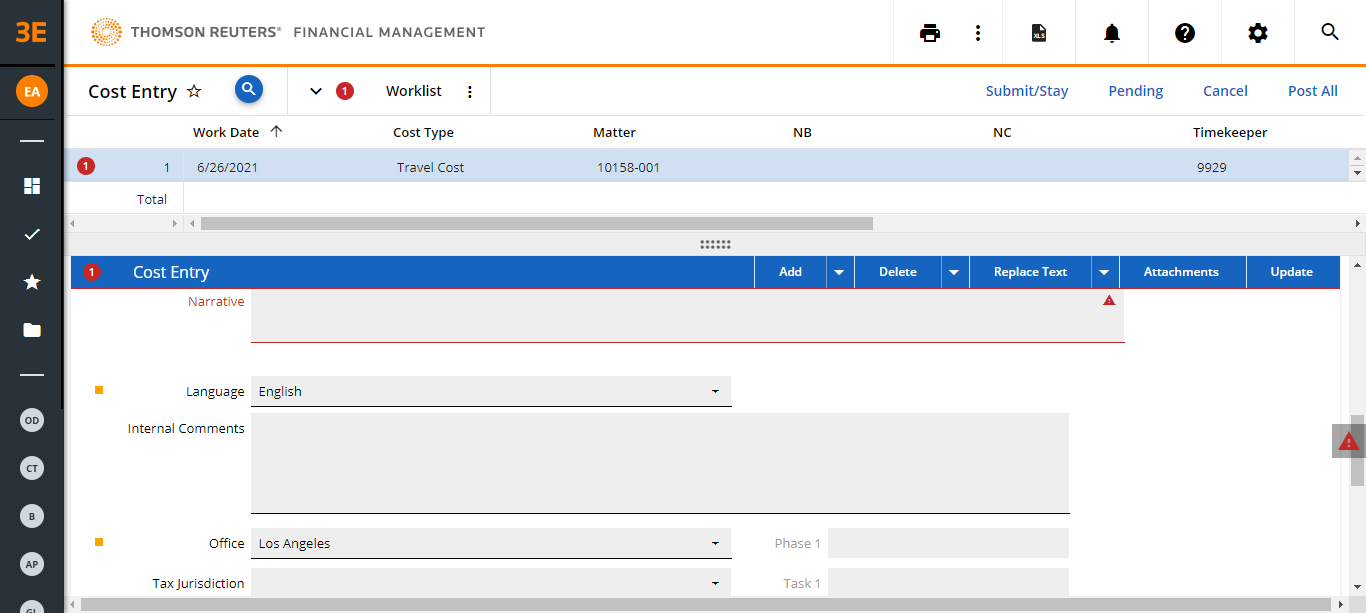 3E
THOMSON REUTERS® FINANCIAL MANAGEMENT
XLS
EA
Cost Entry
1
Worklist
Submit/Stay
Pending
Cancel
Post All
Work Date
Cost Type
Matter
NB
NC
Timekeeper
1
1
6/26/2021
Travel Cost
10158-001
9929
Total
1
Cost Entry
Add
Delete
Replace Text
Attachments
Update
Narrative
Language
English
Internal Comments
OD
CT
B
Office
Los Angeles
Phase 1
AP
Tax Jurisdiction
Task 1
GL